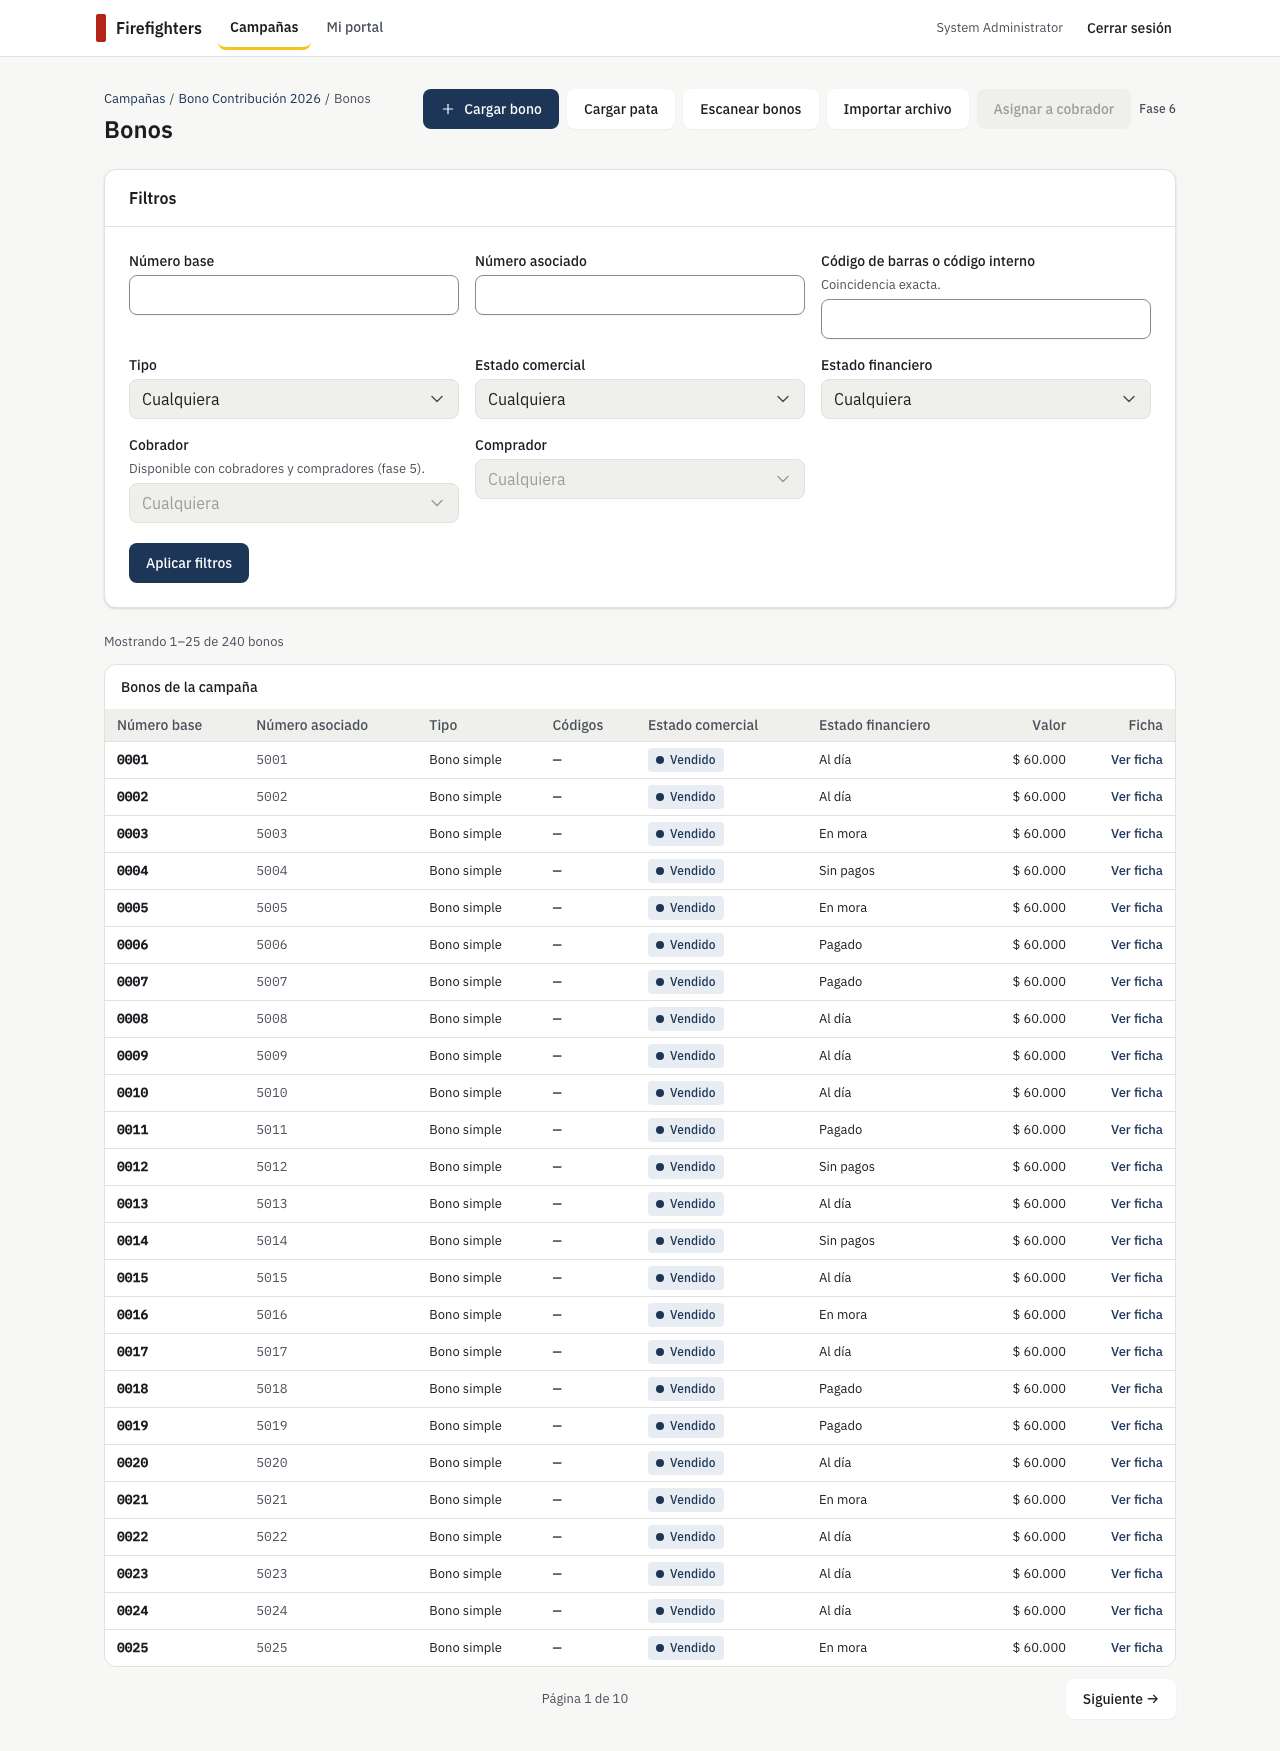 Firefighters Campañas Mi portal System Administrator Cerrar sesión
Campañas / Bono Contribución 2026 / Bonos
Bonos
+ Cargar bono Cargar pata Escanear bonos Importar archivo Asignar a cobrador Fase 6
Filtros
Número base Número asociado Código de barras o código interno
Coincidencia exacta.
Tipo Estado comercial Estado financiero
Cualquiera Cualquiera Cualquiera
Cobrador Comprador
Disponible con cobradores y compradores (fase 5).
Cualquiera Cualquiera
Aplicar filtros
Mostrando 1–25 de 240 bonos
Bonos de la campaña
Número base Número asociado Tipo Códigos Estado comercial Estado financiero Valor Ficha
0001 5001 Bono simple — Vendido Al día $ 60.000 Ver ficha
0002 5002 Bono simple — Vendido Al día $ 60.000 Ver ficha
0003 5003 Bono simple — Vendido En mora $ 60.000 Ver ficha
0004 5004 Bono simple — Vendido Sin pagos $ 60.000 Ver ficha
0005 5005 Bono simple — Vendido En mora $ 60.000 Ver ficha
0006 5006 Bono simple — Vendido Pagado $ 60.000 Ver ficha
0007 5007 Bono simple — Vendido Pagado $ 60.000 Ver ficha
0008 5008 Bono simple — Vendido Al día $ 60.000 Ver ficha
0009 5009 Bono simple — Vendido Al día $ 60.000 Ver ficha
0010 5010 Bono simple — Vendido Al día $ 60.000 Ver ficha
0011 5011 Bono simple — Vendido Pagado $ 60.000 Ver ficha
0012 5012 Bono simple — Vendido Sin pagos $ 60.000 Ver ficha
0013 5013 Bono simple — Vendido Al día $ 60.000 Ver ficha
0014 5014 Bono simple — Vendido Sin pagos $ 60.000 Ver ficha
0015 5015 Bono simple — Vendido Al día $ 60.000 Ver ficha
0016 5016 Bono simple — Vendido En mora $ 60.000 Ver ficha
0017 5017 Bono simple — Vendido Al día $ 60.000 Ver ficha
0018 5018 Bono simple — Vendido Pagado $ 60.000 Ver ficha
0019 5019 Bono simple — Vendido Pagado $ 60.000 Ver ficha
0020 5020 Bono simple — Vendido Al día $ 60.000 Ver ficha
0021 5021 Bono simple — Vendido En mora $ 60.000 Ver ficha
0022 5022 Bono simple — Vendido Al día $ 60.000 Ver ficha
0023 5023 Bono simple — Vendido Al día $ 60.000 Ver ficha
0024 5024 Bono simple — Vendido Al día $ 60.000 Ver ficha
0025 5025 Bono simple — Vendido En mora $ 60.000 Ver ficha
Página 1 de 10 Siguiente →